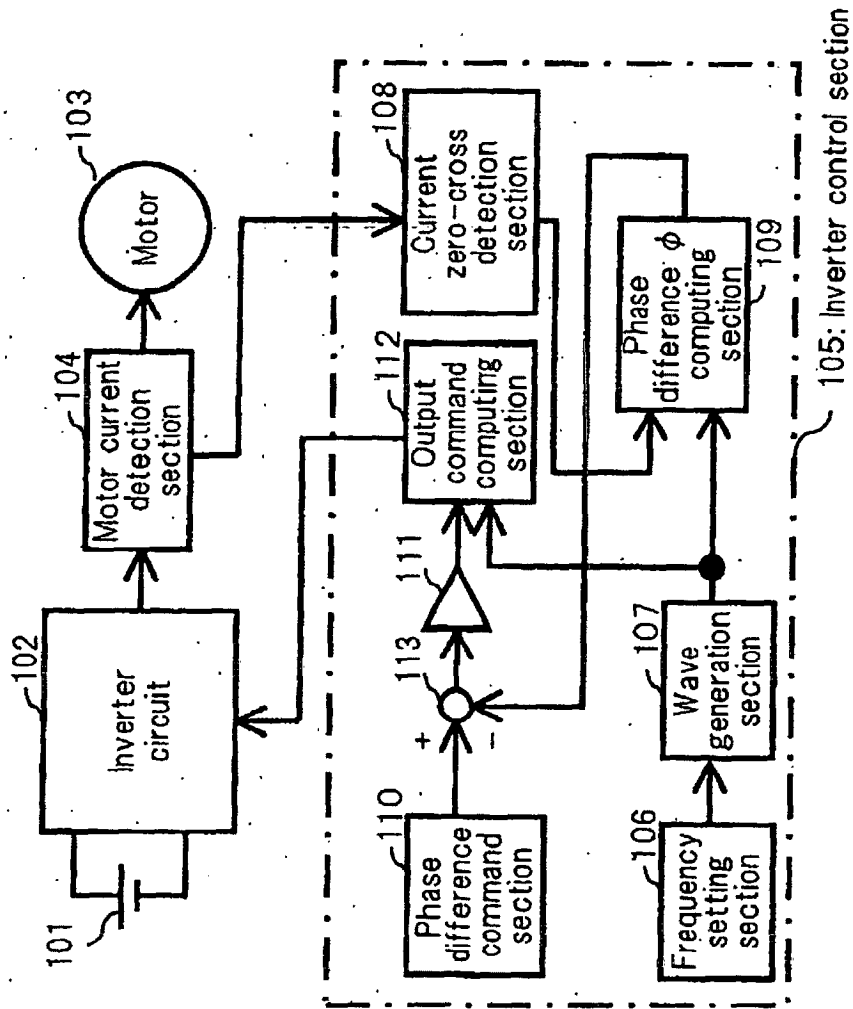 101
102
Inverter
circuit
104
Motor current
detection
section
103
Motor
110
Phase
difference
command
section
+
−
113
111
112
Output
command
computing
section
108
Current
zero-cross
detection
section
106
Frequency
setting
section
107
Wave
generation
section
Phase
difference ϕ
computing
section
109
105: Inverter control section